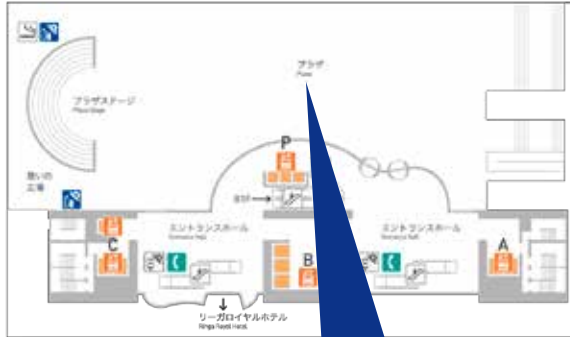 プラザ
Plaza
プラザステージ
Plaza Stage
憩いの
広場
P
エントランスホール
Entrance Hall
エントランスホール
Entrance Hall
C
B
A
リーガロイヤルホテル
Rihga Royal Hotel